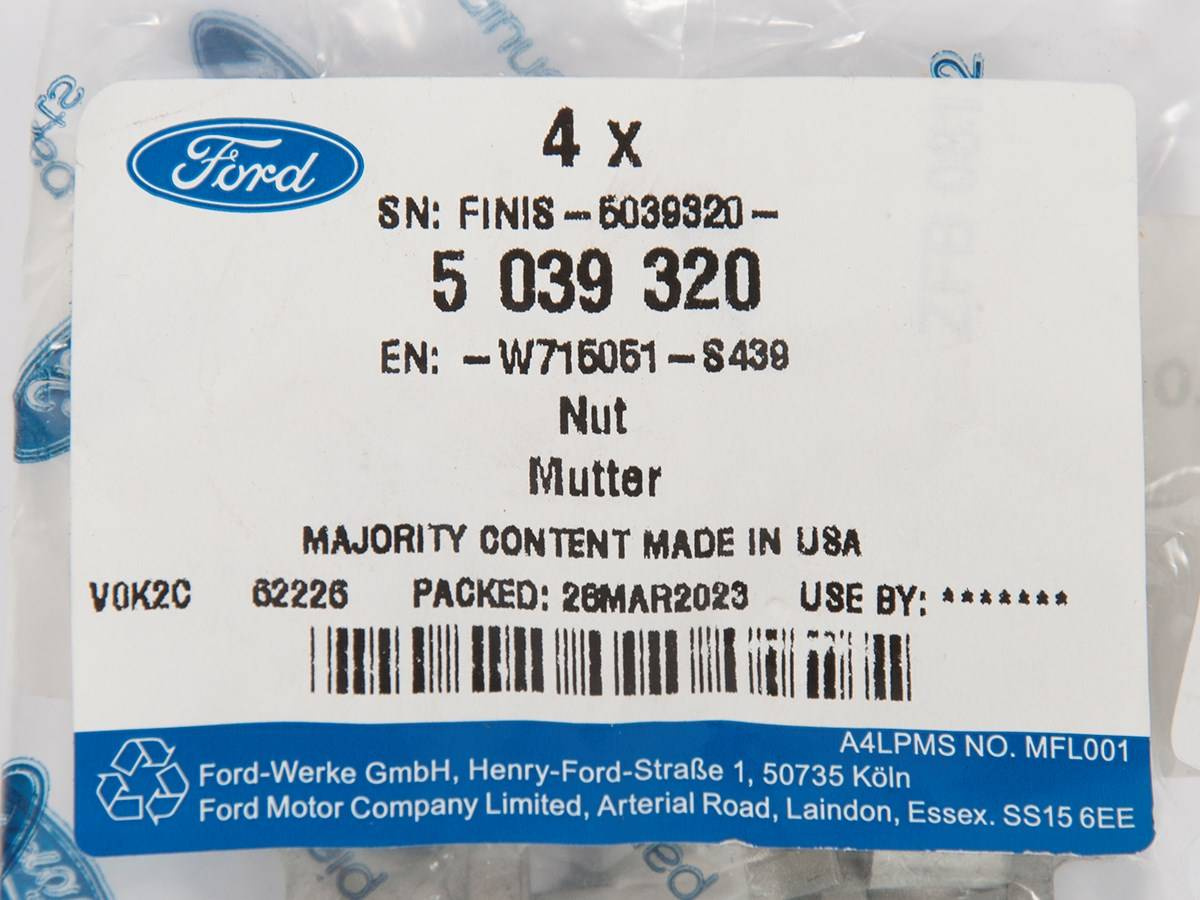 Ford
4 x
SN: FINIS-5039320-
5 039 320
EN: -W715051-S439
Nut
Mutter
MAJORITY CONTENT MADE IN USA
V0K2C 62226 PACKED: 28MAR2023 USE BY: *******
A4LPMS NO. MFL001
Ford-Werke GmbH, Henry-Ford-Straße 1, 50735 Köln
Ford Motor Company Limited, Arterial Road, Laindon, Essex. SS15 6EE